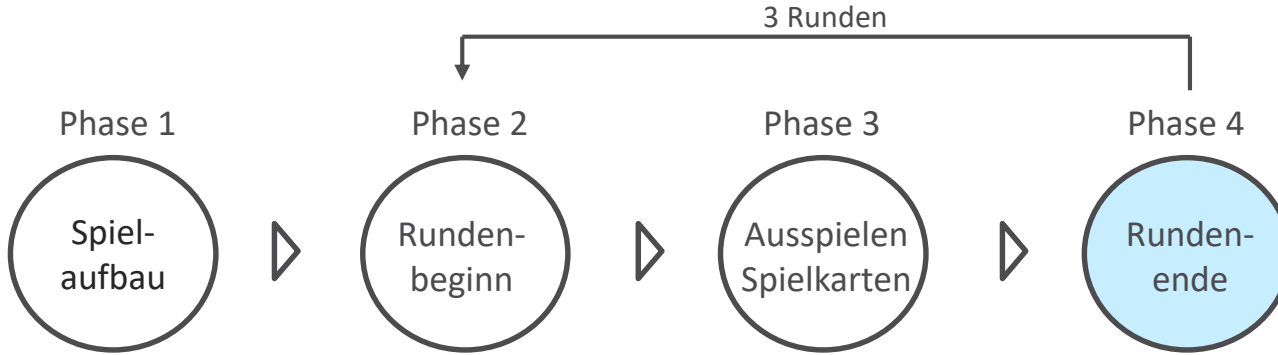 3 Runden
Phase 1
Phase 2
Phase 3
Phase 4
Spiel-
aufbau
Runden-
beginn
Ausspielen
Spielkarten
Runden-
ende